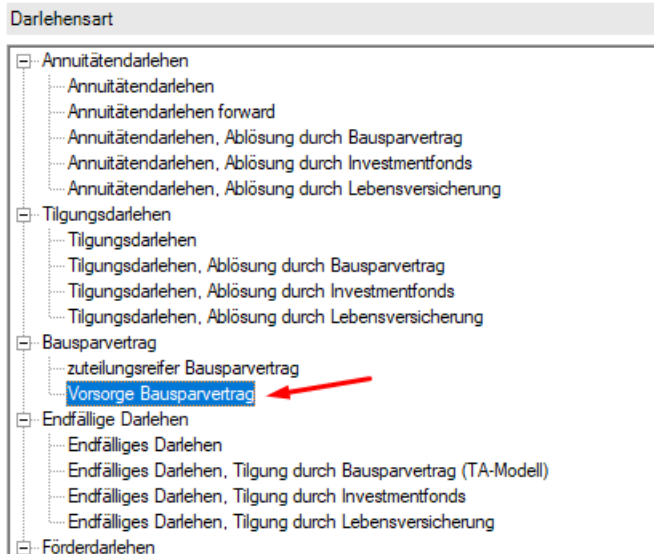 Darlehensart
Annuitätendarlehen
Annuitätendarlehen
Annuitätendarlehen forward
Annuitätendarlehen, Ablösung durch Bausparvertrag
Annuitätendarlehen, Ablösung durch Investmentfonds
Annuitätendarlehen, Ablösung durch Lebensversicherung
Tilgungsdarlehen
Tilgungsdarlehen
Tilgungsdarlehen, Ablösung durch Bausparvertrag
Tilgungsdarlehen, Ablösung durch Investmentfonds
Tilgungsdarlehen, Ablösung durch Lebensversicherung
Bausparvertrag
zuteilungsreifer Bausparvertrag
Vorsorge Bausparvertrag
Endfällige Darlehen
Endfälliges Darlehen
Endfälliges Darlehen, Tilgung durch Bausparvertrag (TA-Modell)
Endfälliges Darlehen, Tilgung durch Investmentfonds
Endfälliges Darlehen, Tilgung durch Lebensversicherung
Förderdarlehen